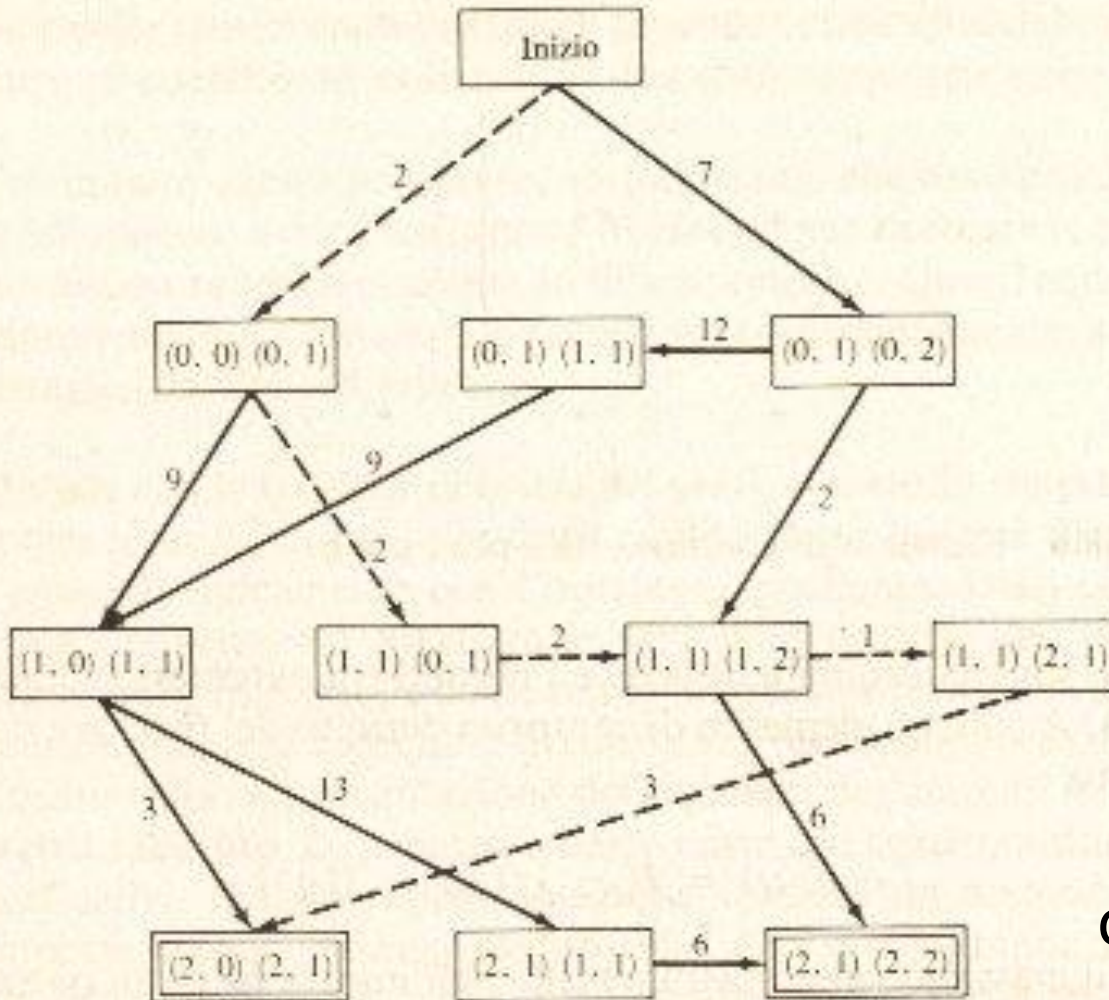 Inizio
2 7
(0, 0) (0, 1) (0, 1) (1, 1) 12 (0, 1) (0, 2)
9 9 2 2
(1, 0) (1, 1) (1, 1) (0, 1) 2 (1, 1) (1, 2) 1 (1, 1) (2, 1)
3 13 3 6
(2, 0) (2, 1) (2, 1) (1, 1) 6 (2, 1) (2, 2)